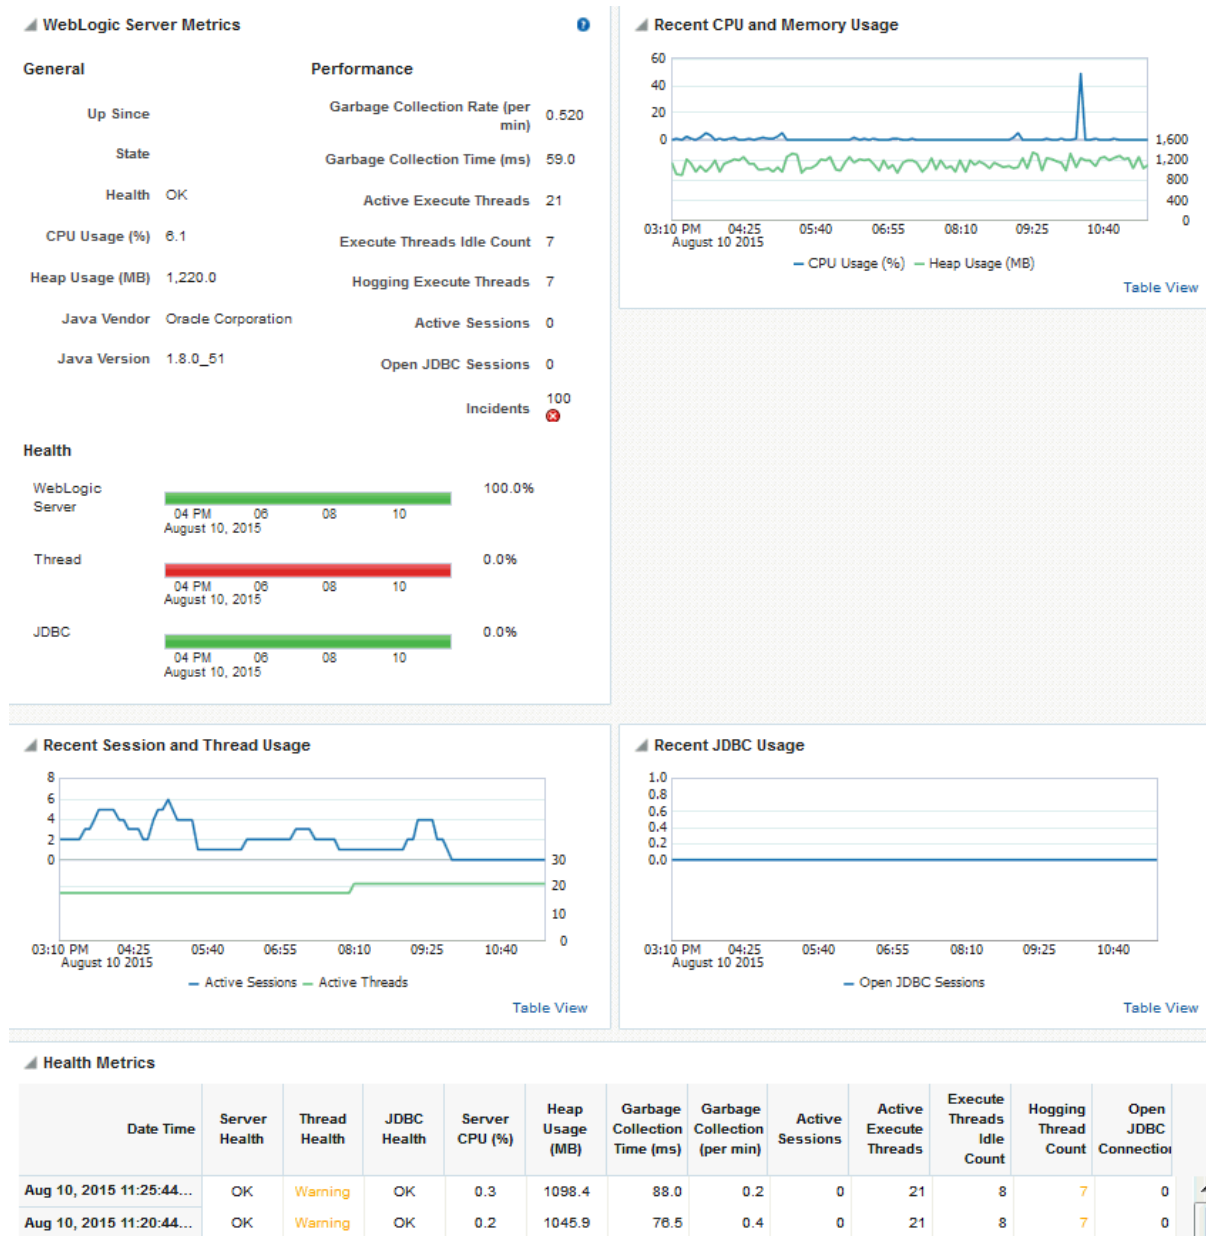 WebLogic Server Metrics
General
Performance
Up Since
State
Health OK
CPU Usage (%) 6.1
Heap Usage (MB) 1,220.0
Java Vendor Oracle Corporation
Java Version 1.8.0_51
Garbage Collection Rate (per
min) 0.520
Garbage Collection Time (ms) 59.0
Active Execute Threads 21
Execute Threads Idle Count 7
Hogging Execute Threads 7
Active Sessions 0
Open JDBC Sessions 0
Incidents 100
Health
WebLogic
Server
100.0%
04 PM 06 08 10
August 10, 2015
Thread
0.0%
04 PM 06 08 10
August 10, 2015
JDBC
0.0%
04 PM 06 08 10
August 10, 2015
Recent CPU and Memory Usage
60
40
20
0
1,600
1,200
800
400
0
03:10 PM 04:25 05:40 06:55 08:10 09:25 10:40
August 10 2015
CPU Usage (%) Heap Usage (MB)
Table View
Recent Session and Thread Usage
8
6
4
2
0
30
20
10
0
03:10 PM 04:25 05:40 06:55 08:10 09:25 10:40
August 10 2015
Active Sessions Active Threads
Table View
Recent JDBC Usage
1.0
0.8
0.6
0.4
0.2
0.0
03:10 PM 04:25 05:40 06:55 08:10 09:25 10:40
August 10 2015
Open JDBC Sessions
Table View
Health Metrics
Date Time
Server
Health
Thread
Health
JDBC
Health
Server
CPU (%)
Heap
Usage
(MB)
Garbage
Collection
Time (ms)
Garbage
Collection
(per min)
Active
Sessions
Active
Execute
Threads
Execute
Threads
Idle
Count
Hogging
Thread
Count
Open
JDBC
Connection
Aug 10, 2015 11:25:44... OK Warning OK 0.3 1098.4 88.0 0.2 0 21 8 7 0
Aug 10, 2015 11:20:44... OK Warning OK 0.2 1045.9 76.5 0.4 0 21 8 7 0